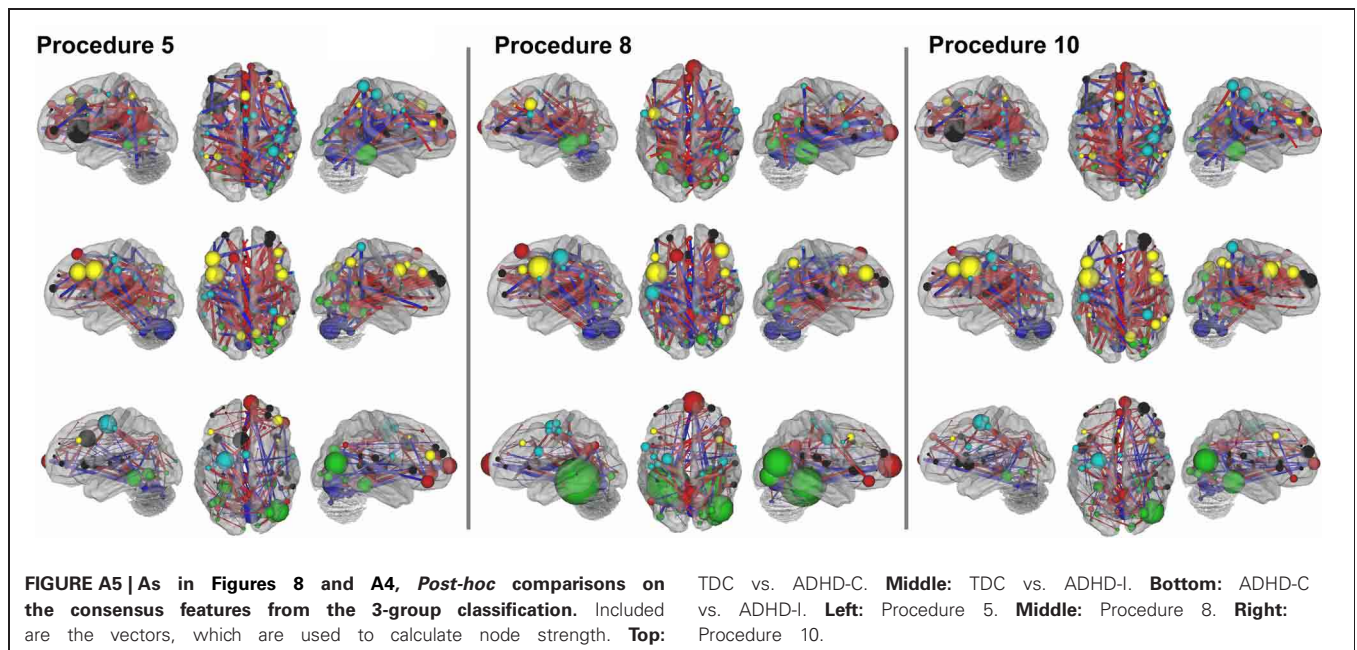 Procedure 5
Procedure 8
Procedure 10
FIGURE A5 | As in Figures 8 and A4, Post-hoc comparisons on
the consensus features from the 3-group classification. Included
are the vectors, which are used to calculate node strength. Top:
TDC vs. ADHD-C. Middle: TDC vs. ADHD-I. Bottom: ADHD-C
vs. ADHD-I. Left: Procedure 5. Middle: Procedure 8. Right:
Procedure 10.